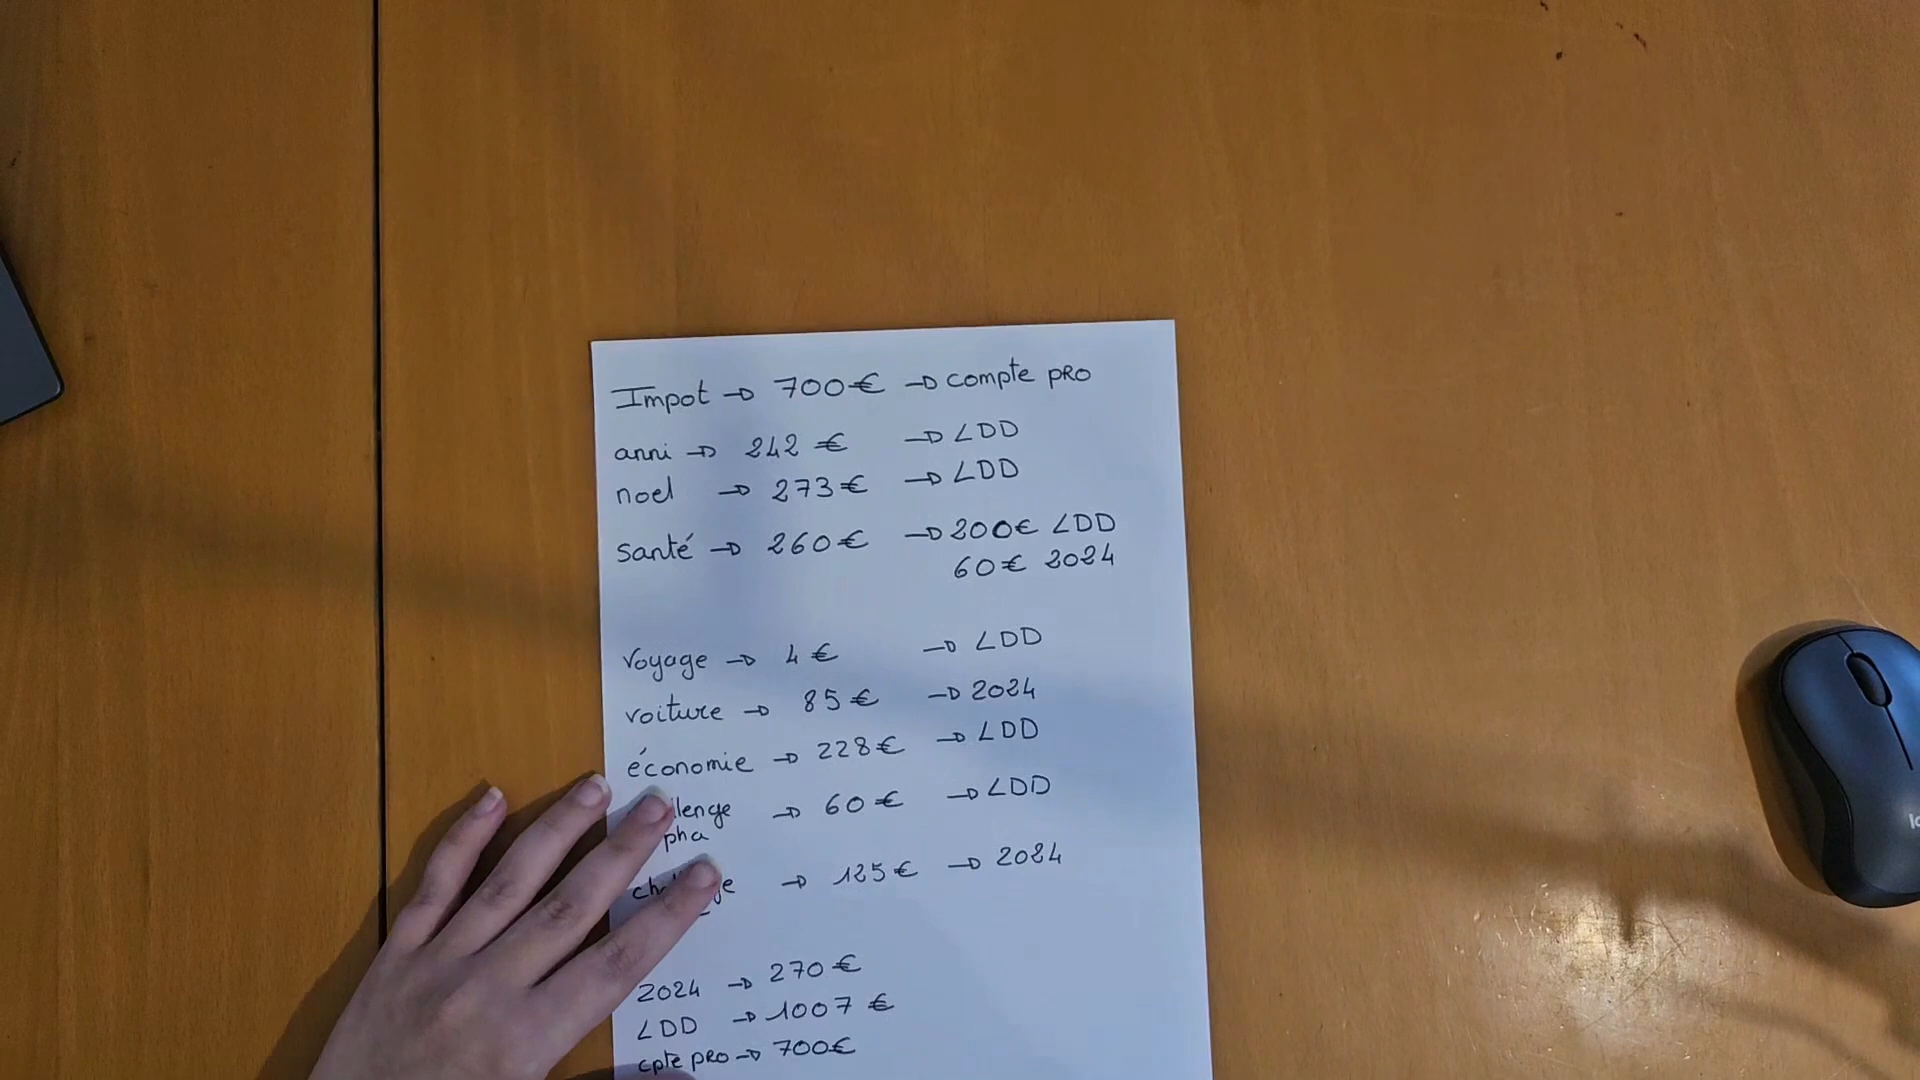 Impot → 700€ → compte PRO
anni → 242 € → LDD
noel → 273€ → LDD
santé → 260€ → 200€ LDD
60€ 2024
voyage → 4€ → LDD
voiture → 85€ → 2024
économie → 228€ → LDD
→ 60€ → LDD
→ 125€ → 2024
2024 → 270€
LDD → 1007 €
cpte PRO → 700€